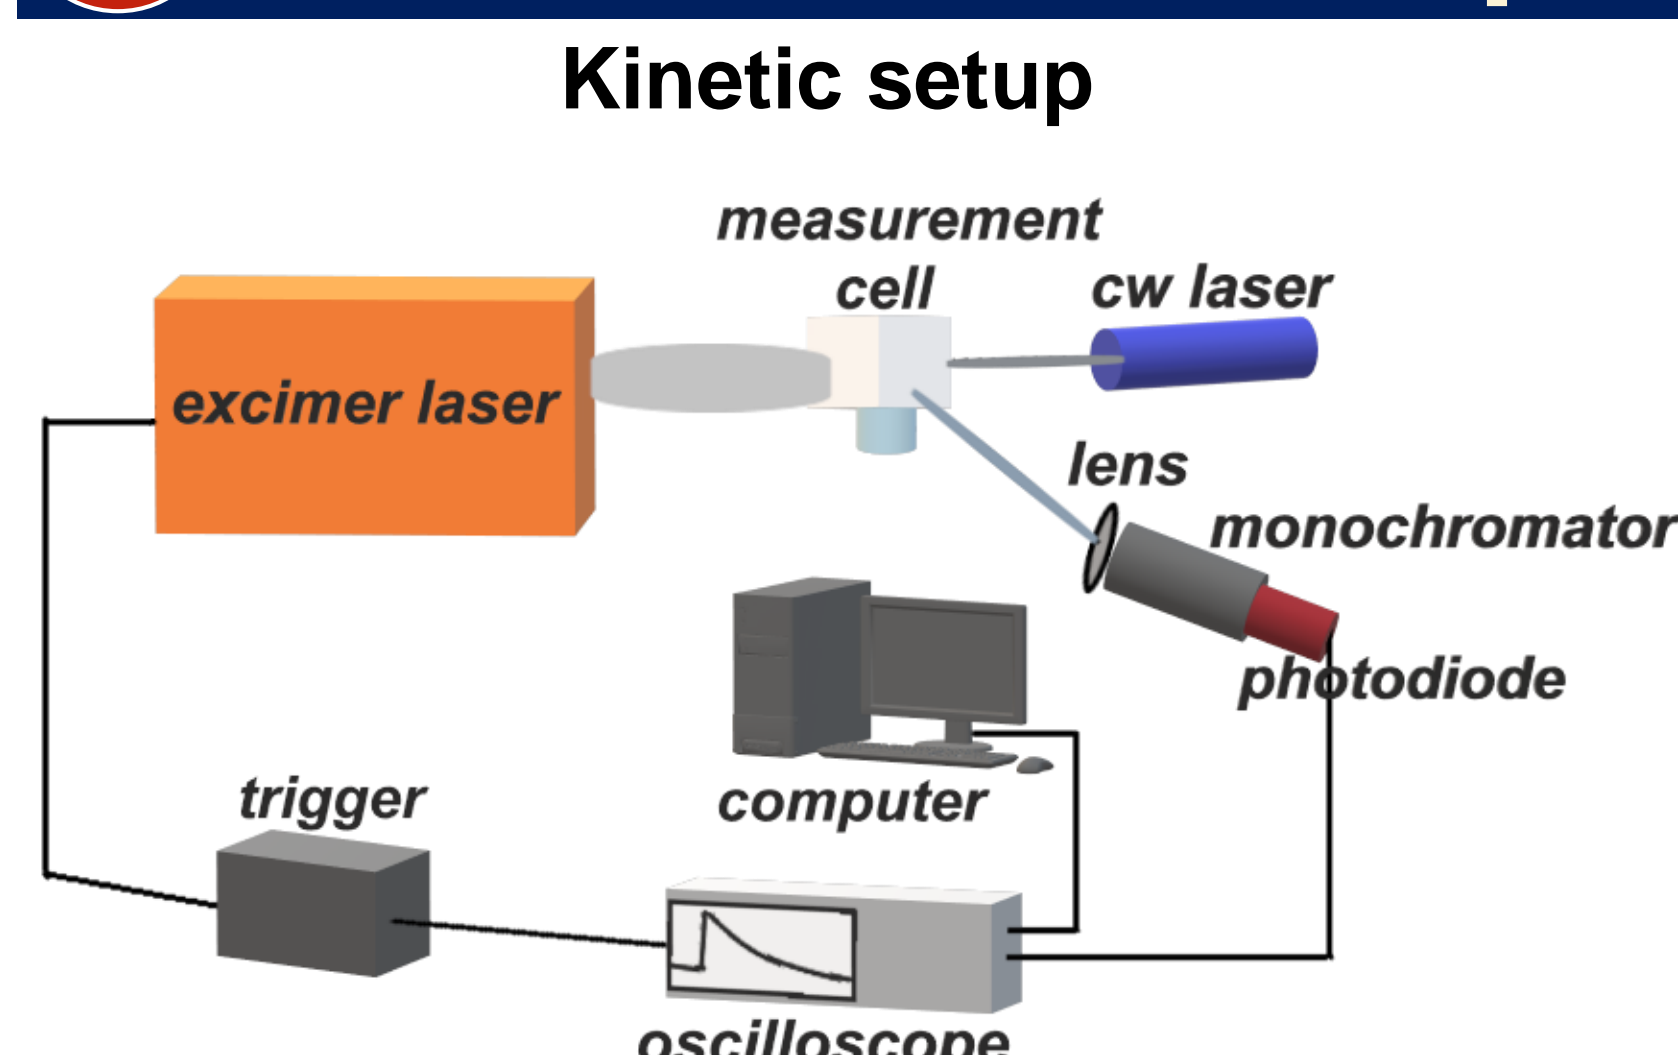 Kinetic setup
measurement
cell
cw laser
excimer laser
lens
monochromator
photodiode
trigger
computer
oscilloscope